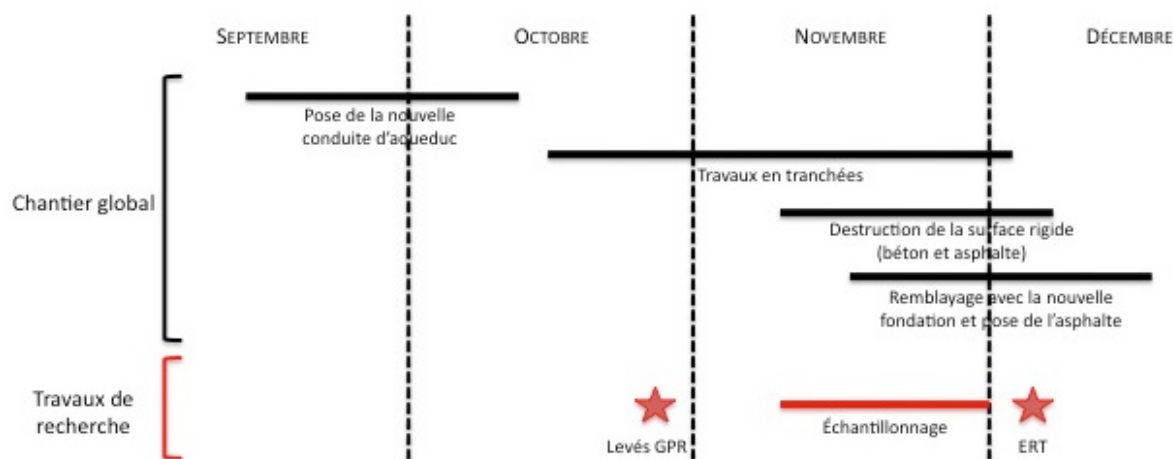 SEPTEMBRE
OCTOBRE
NOVEMBRE
DÉCEMBRE
Chantier global
Pose de la nouvelle
conduite d'aqueduc
Travaux en tranchées
Destruction de la surface rigide
(béton et asphalte)
Remblayage avec la nouvelle
fondation et pose de l'asphalte
Travaux de
recherche
Levés GPR
Échantillonnage
ERT